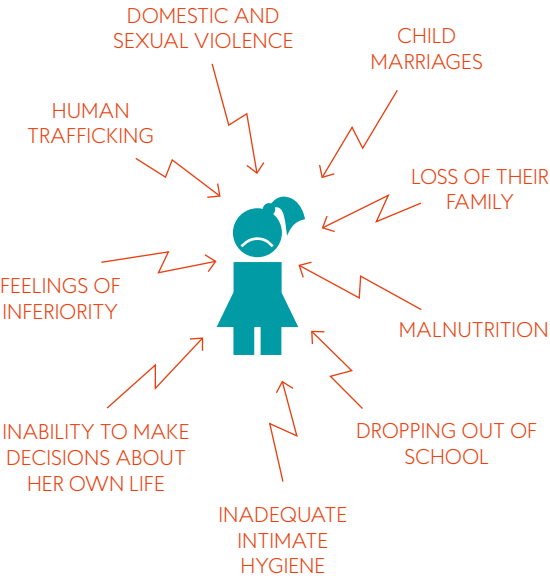 DOMESTIC AND
SEXUAL VIOLENCE
CHILD
MARRIAGES
HUMAN
TRAFFICKING
LOSS OF THEIR
FAMILY
FEELINGS OF
INFERIORITY
MALNUTRITION
INABILITY TO MAKE
DECISIONS ABOUT
HER OWN LIFE
DROPPING OUT OF
SCHOOL
INADEQUATE
INTIMATE
HYGIENE